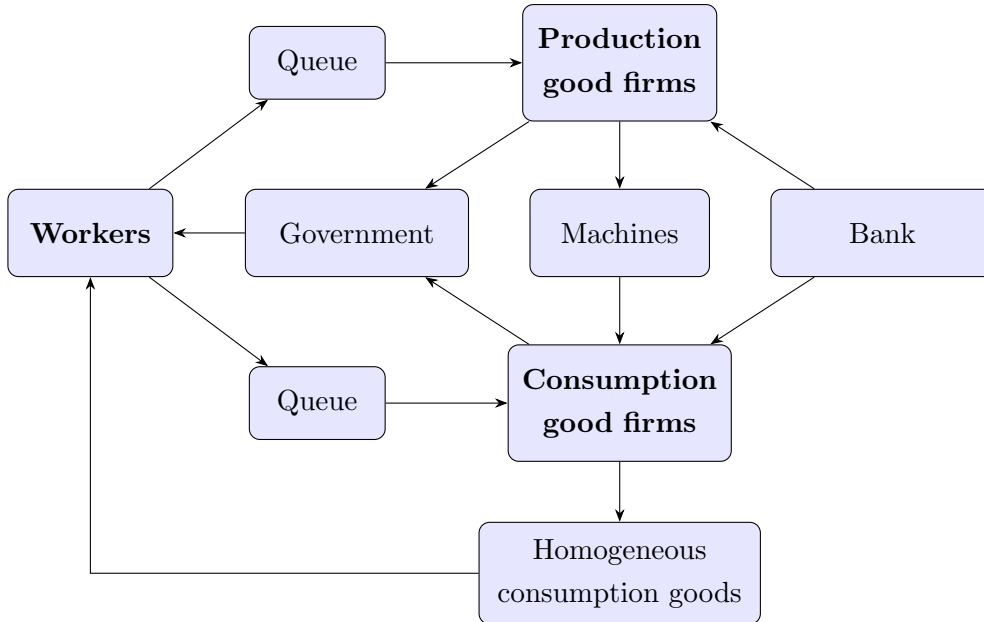 Queue
Production
good firms
Workers
Government
Machines
Bank
Queue
Consumption
good firms
Homogeneous
consumption goods